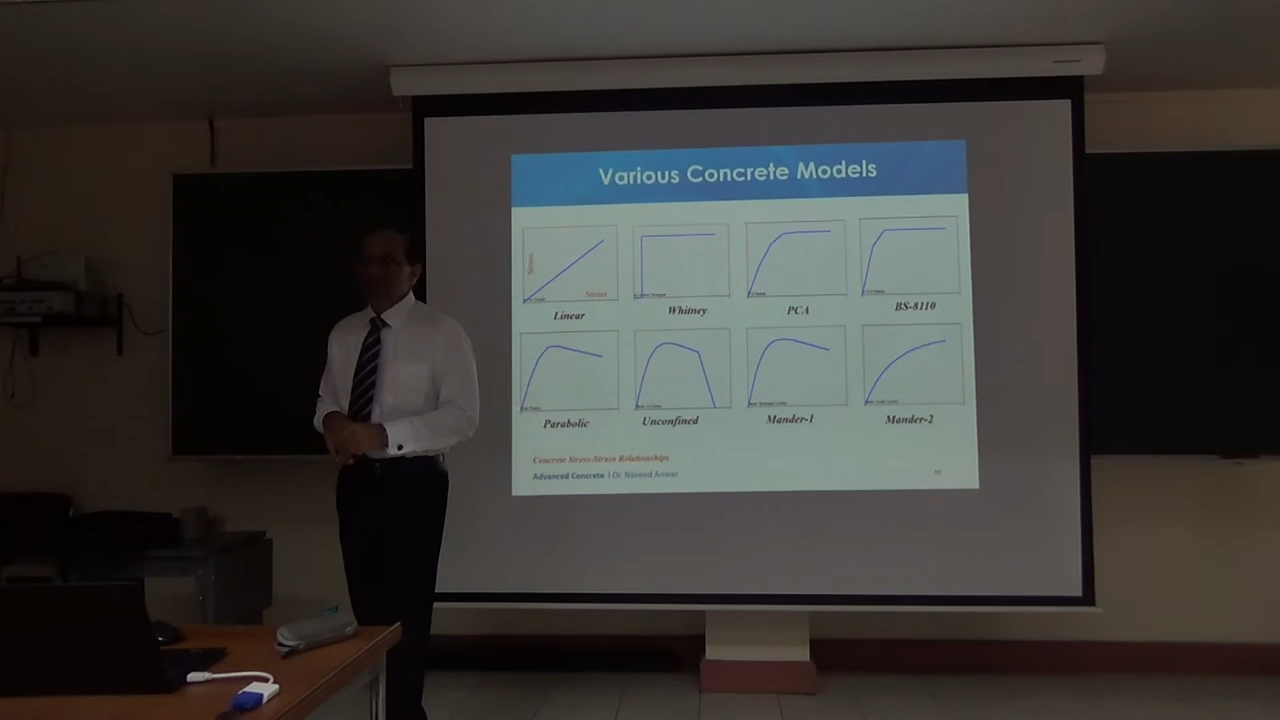 Various Concrete Models
Stress
Strain
Linear
Whitney
PCA
BS-8110
Parabolic
Unconfined
Mander-1
Mander-2
Concrete Stress-Strain Relationships
Advanced Concrete | Dr. Naveed Anwar